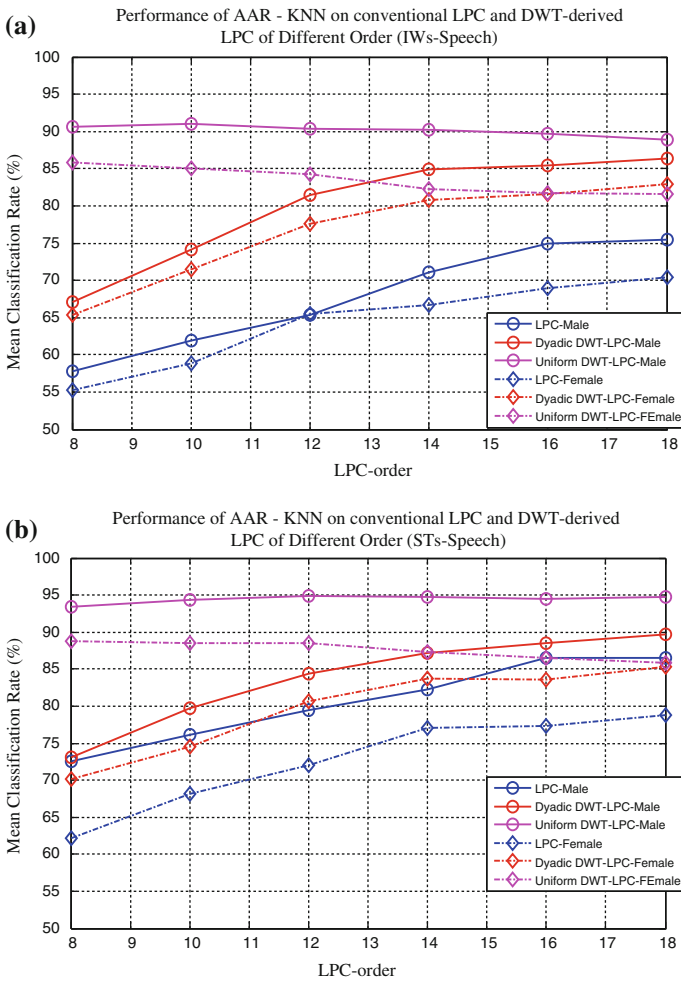 (a)
Performance of AAR - KNN on conventional LPC and DWT-derived
LPC of Different Order (IWs-Speech)
Mean Classification Rate (%)
100
95
90
85
80
75
70
65
60
55
50
LPC-Male
Dyadic DWT-LPC-Male
Uniform DWT-LPC-Male
LPC-Female
Dyadic DWT-LPC-Female
Uniform DWT-LPC-FEmale
8 9 10 11 12 13 14 15 16 17 18
LPC-order
(b)
Performance of AAR - KNN on conventional LPC and DWT-derived
LPC of Different Order (STs-Speech)
Mean Classification Rate (%)
100
95
90
85
80
75
70
65
60
55
50
LPC-Male
Dyadic DWT-LPC-Male
Uniform DWT-LPC-Male
LPC-Female
Dyadic DWT-LPC-Female
Uniform DWT-LPC-FEmale
8 9 10 11 12 13 14 15 16 17 18
LPC-order